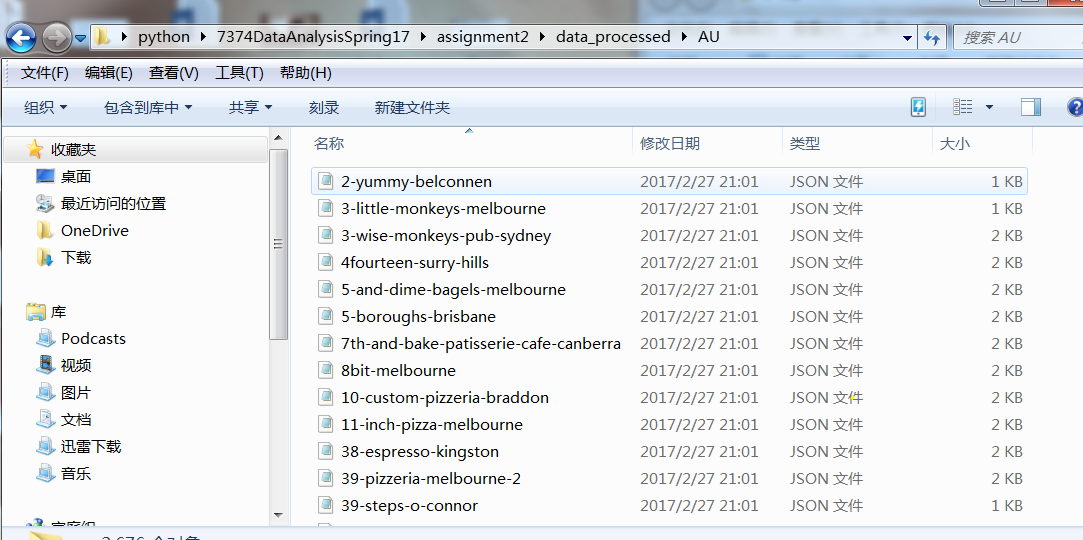 python 7374DataAnalysisSpring17 assignment2 data_processed AU 搜索 AU
文件(F) 编辑(E) 查看(V) 工具(T) 帮助(H)
组织 包含到库中 共享 刻录 新建文件夹
名称 修改日期 类型 大小
收藏夹
桌面
最近访问的位置
OneDrive
下载
库
Podcasts
视频
图片
文档
迅雷下载
音乐
2-yummy-belconnen 2017/2/27 21:01 JSON 文件 1 KB
3-little-monkeys-melbourne 2017/2/27 21:01 JSON 文件 1 KB
3-wise-monkeys-pub-sydney 2017/2/27 21:01 JSON 文件 2 KB
4fourteen-surry-hills 2017/2/27 21:01 JSON 文件 2 KB
5-and-dime-bagels-melbourne 2017/2/27 21:01 JSON 文件 2 KB
5-boroughs-brisbane 2017/2/27 21:01 JSON 文件 2 KB
7th-and-bake-patisserie-cafe-canberra 2017/2/27 21:01 JSON 文件 2 KB
8bit-melbourne 2017/2/27 21:01 JSON 文件 2 KB
10-custom-pizzeria-braddon 2017/2/27 21:01 JSON 文件 2 KB
11-inch-pizza-melbourne 2017/2/27 21:01 JSON 文件 2 KB
38-espresso-kingston 2017/2/27 21:01 JSON 文件 2 KB
39-pizzeria-melbourne-2 2017/2/27 21:01 JSON 文件 2 KB
39-steps-o-connor 2017/2/27 21:01 JSON 文件 1 KB